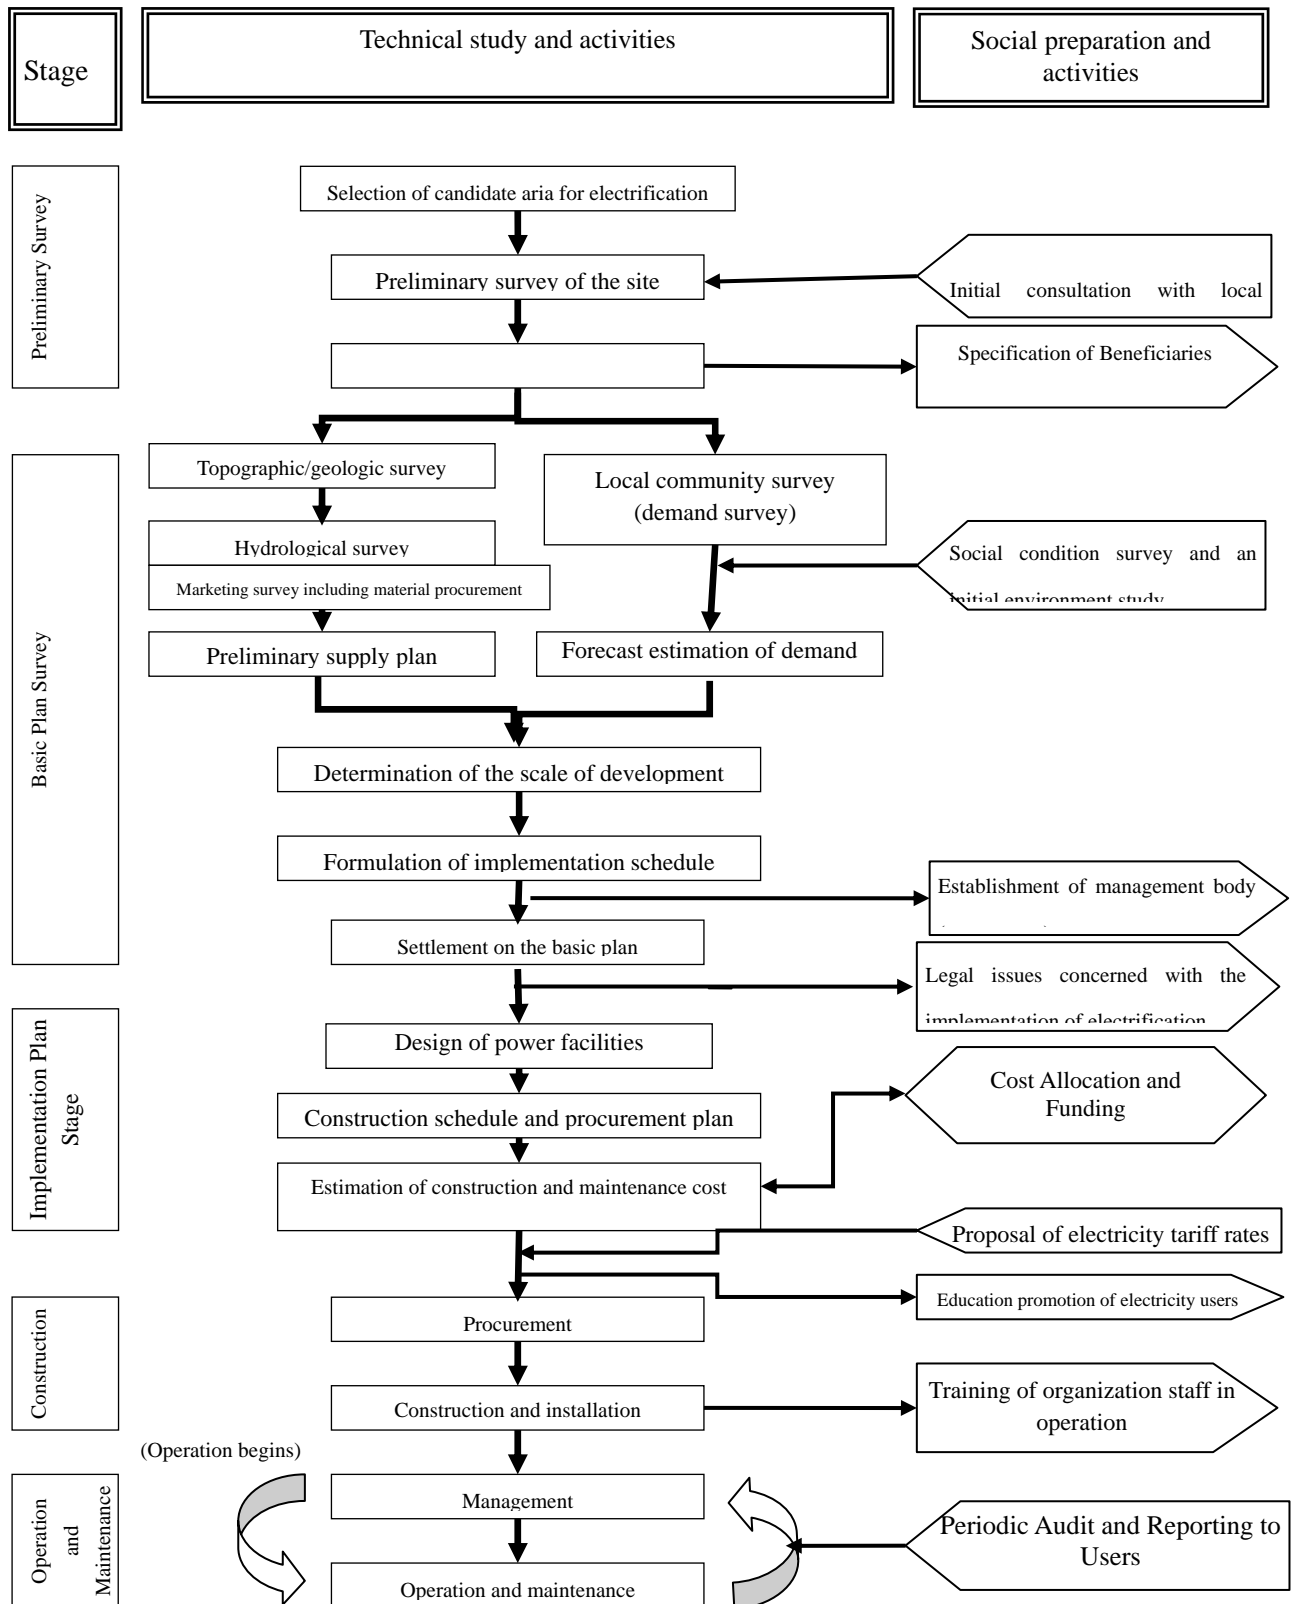 Stage
Technical study and activities
Social preparation and
activities
Preliminary Survey
Selection of candidate aria for electrification
Preliminary survey of the site
Initial consultation with local
Specification of Beneficiaries
Basic Plan Survey
Topographic/geologic survey
Local community survey
(demand survey)
Hydrological survey
Social condition survey and an
initial environment study
Marketing survey including material procurement
Preliminary supply plan
Forecast estimation of demand
Determination of the scale of development
Formulation of implementation schedule
Establishment of management body
Settlement on the basic plan
Legal issues concerned with the
implementation of electrification
Implementation Plan
Stage
Design of power facilities
Cost Allocation and
Funding
Construction schedule and procurement plan
Estimation of construction and maintenance cost
Proposal of electricity tariff rates
Education promotion of electricity users
Construction
Procurement
Construction and installation
Training of organization staff in
operation
(Operation begins)
Operation
and
Maintenance
Management
Periodic Audit and Reporting to
Users
Operation and maintenance